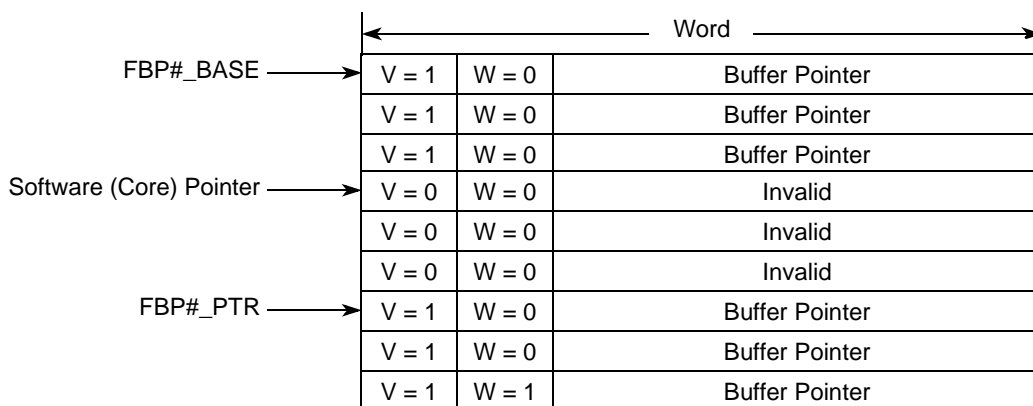 Word
FBP#_BASE V = 1 W = 0 Buffer Pointer
V = 1 W = 0 Buffer Pointer
V = 1 W = 0 Buffer Pointer
Software (Core) Pointer V = 0 W = 0 Invalid
V = 0 W = 0 Invalid
V = 0 W = 0 Invalid
FBP#_PTR V = 1 W = 0 Buffer Pointer
V = 1 W = 0 Buffer Pointer
V = 1 W = 1 Buffer Pointer